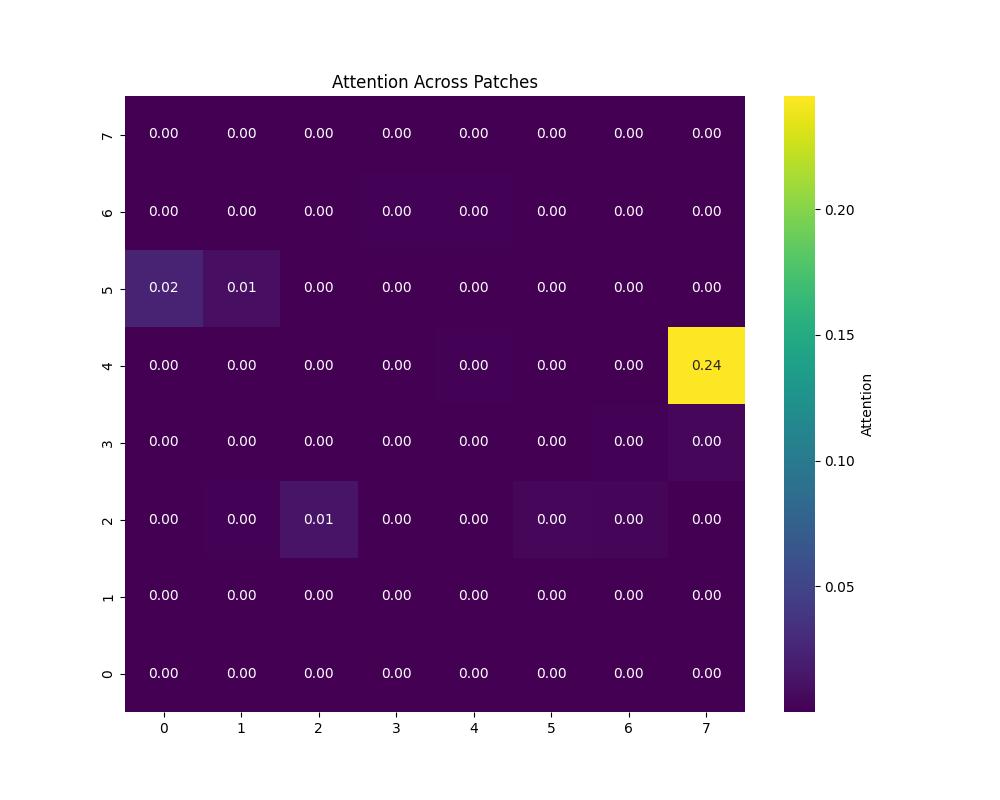 Attention Across Patches
7 0.00 0.00 0.00 0.00 0.00 0.00 0.00 0.00
6 0.00 0.00 0.00 0.00 0.00 0.00 0.00 0.00
5 0.02 0.01 0.00 0.00 0.00 0.00 0.00 0.00
4 0.00 0.00 0.00 0.00 0.00 0.00 0.00 0.24
3 0.00 0.00 0.00 0.00 0.00 0.00 0.00 0.00
2 0.00 0.00 0.01 0.00 0.00 0.00 0.00 0.00
1 0.00 0.00 0.00 0.00 0.00 0.00 0.00 0.00
0 0.00 0.00 0.00 0.00 0.00 0.00 0.00 0.00
0 1 2 3 4 5 6 7
0.20
0.15
0.10
0.05
Attention